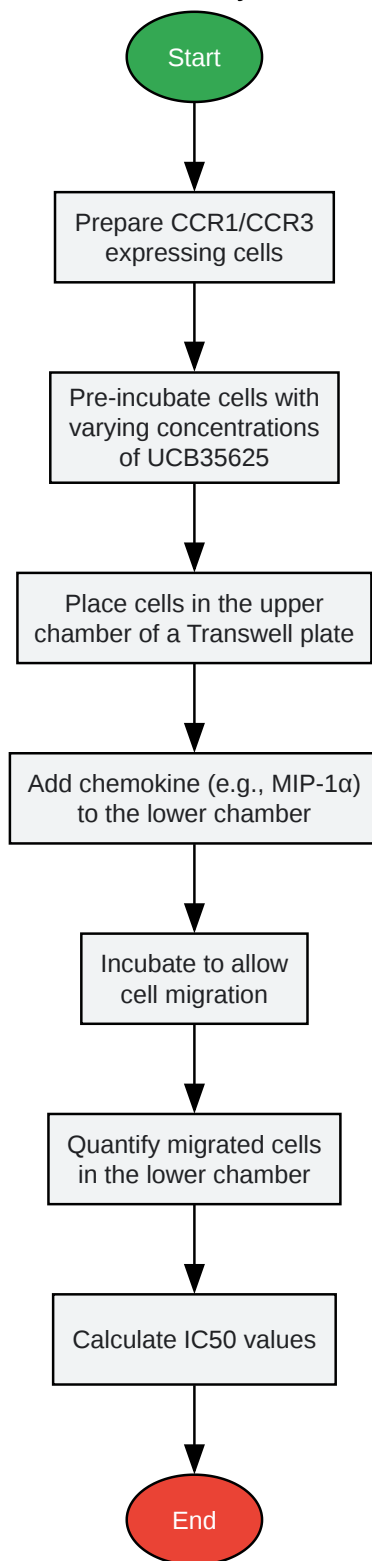 Start
Prepare CCR1/CCR3
expressing cells
Pre-incubate cells with
varying concentrations
of UCB35625
Place cells in the upper
chamber of a Transwell plate
Add chemokine (e.g., MIP-1α)
to the lower chamber
Incubate to allow
cell migration
Quantify migrated cells
in the lower chamber
Calculate IC50 values
End